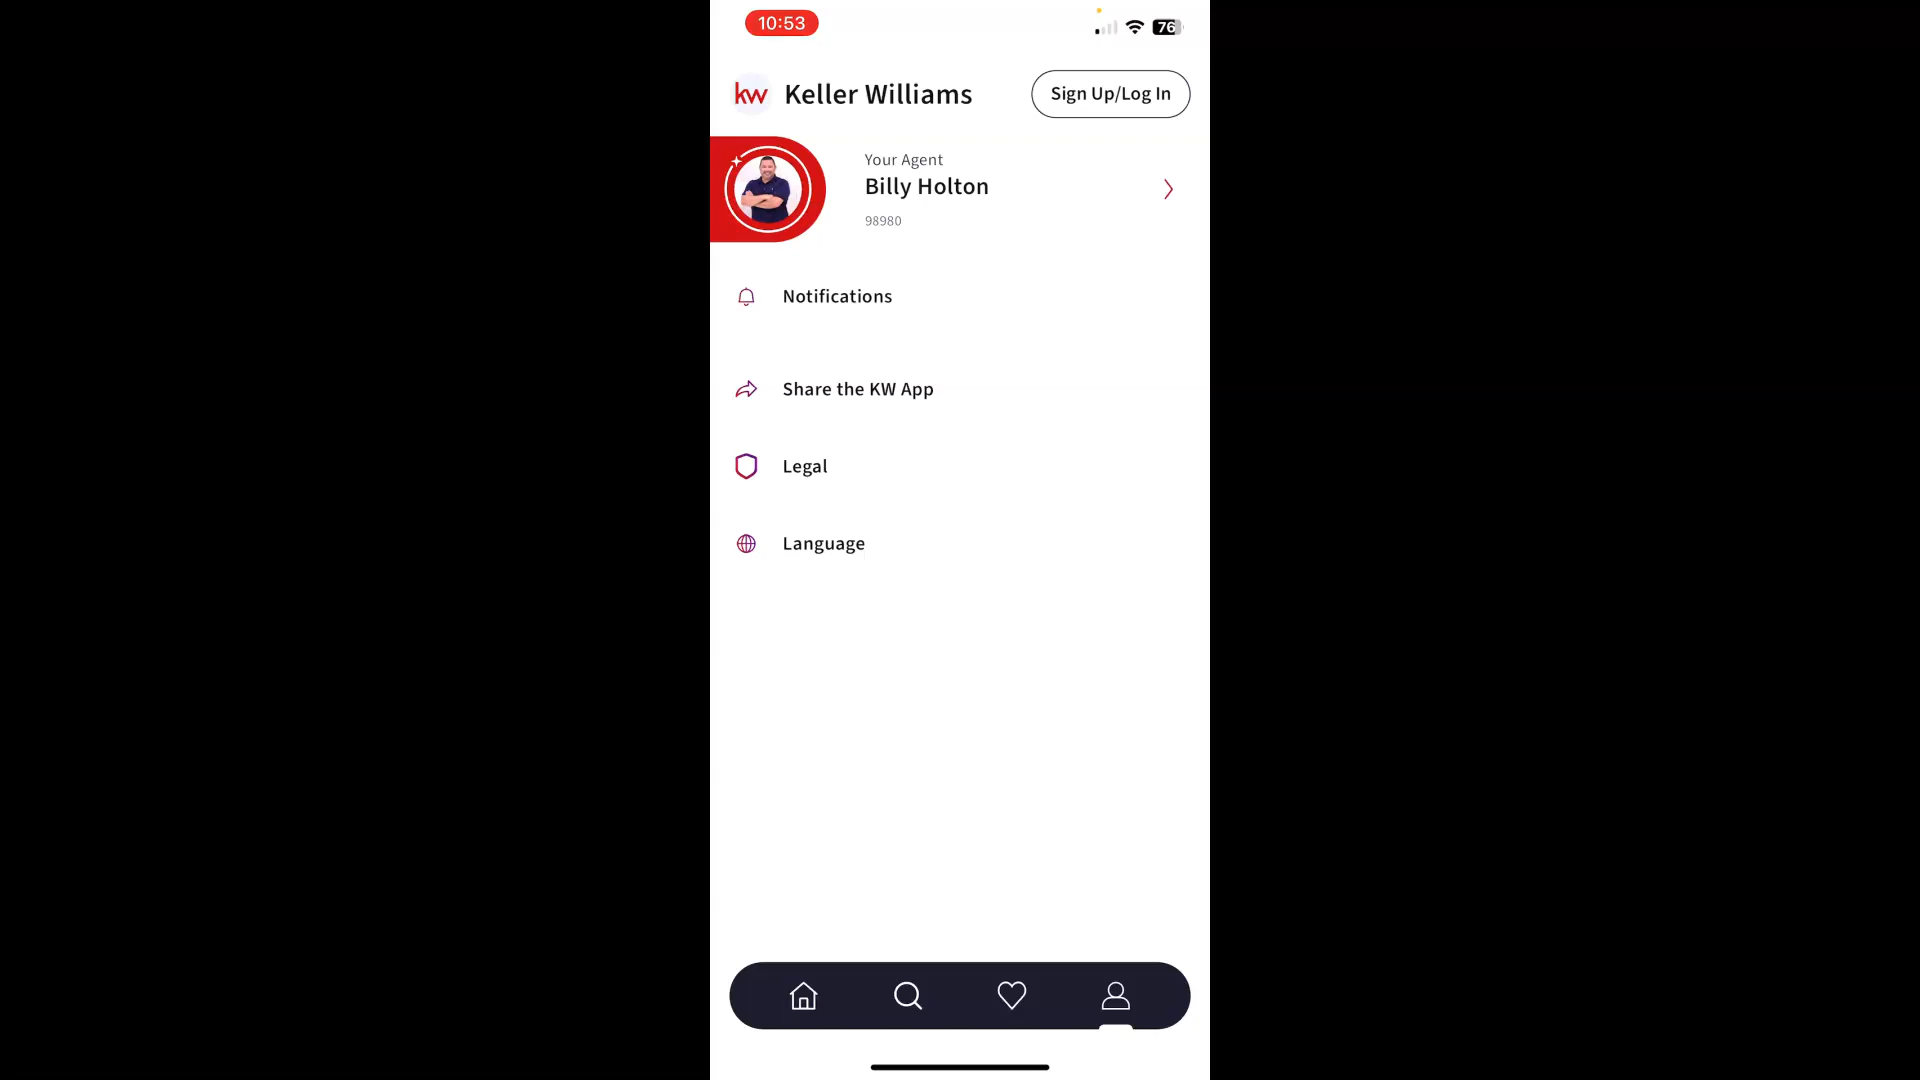 10:53
76
kw Keller Williams
Sign Up/Log In
Your Agent
Billy Holton
98980
Notifications
Share the KW App
Legal
Language